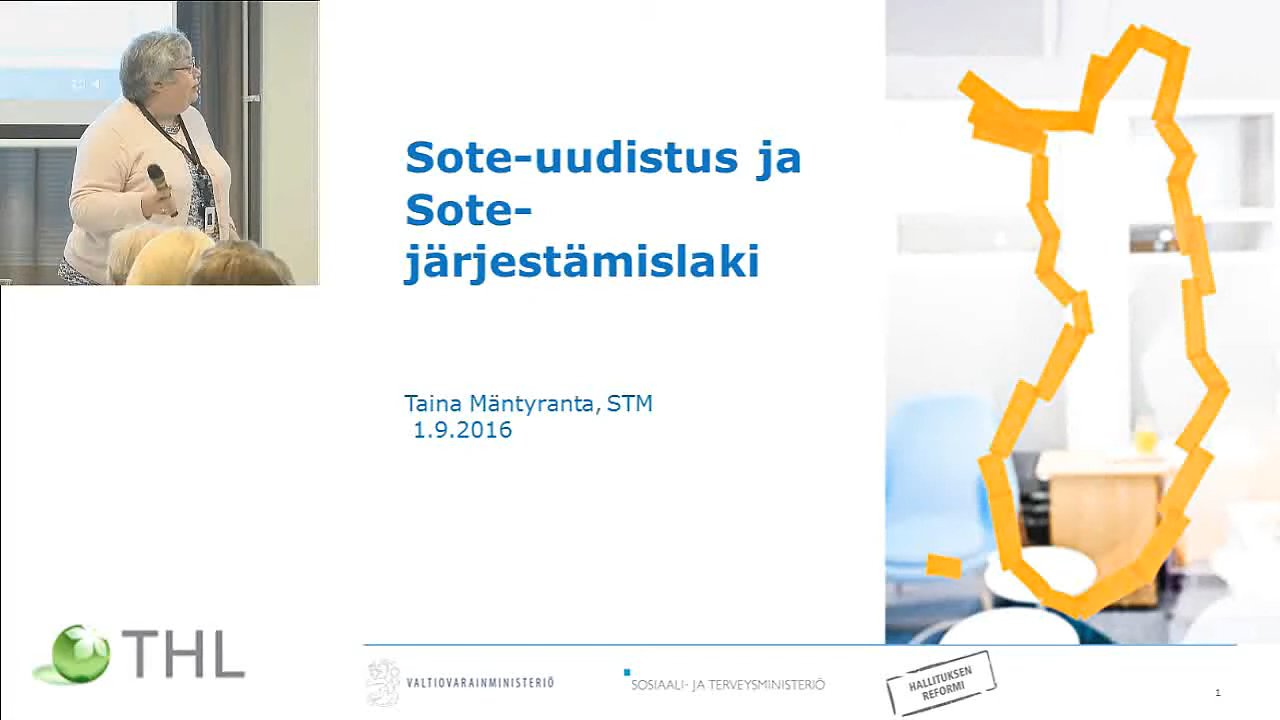 Sote-uudistus ja
Sote-
järjestämislaki
Taina Mäntyranta, STM
1.9.2016
THL
VALTIOVARAINMINISTERIÖ
SOSIAALI- JA TERVEYSMINISTERIÖ
HALLITUKSEN
REFORMI
1